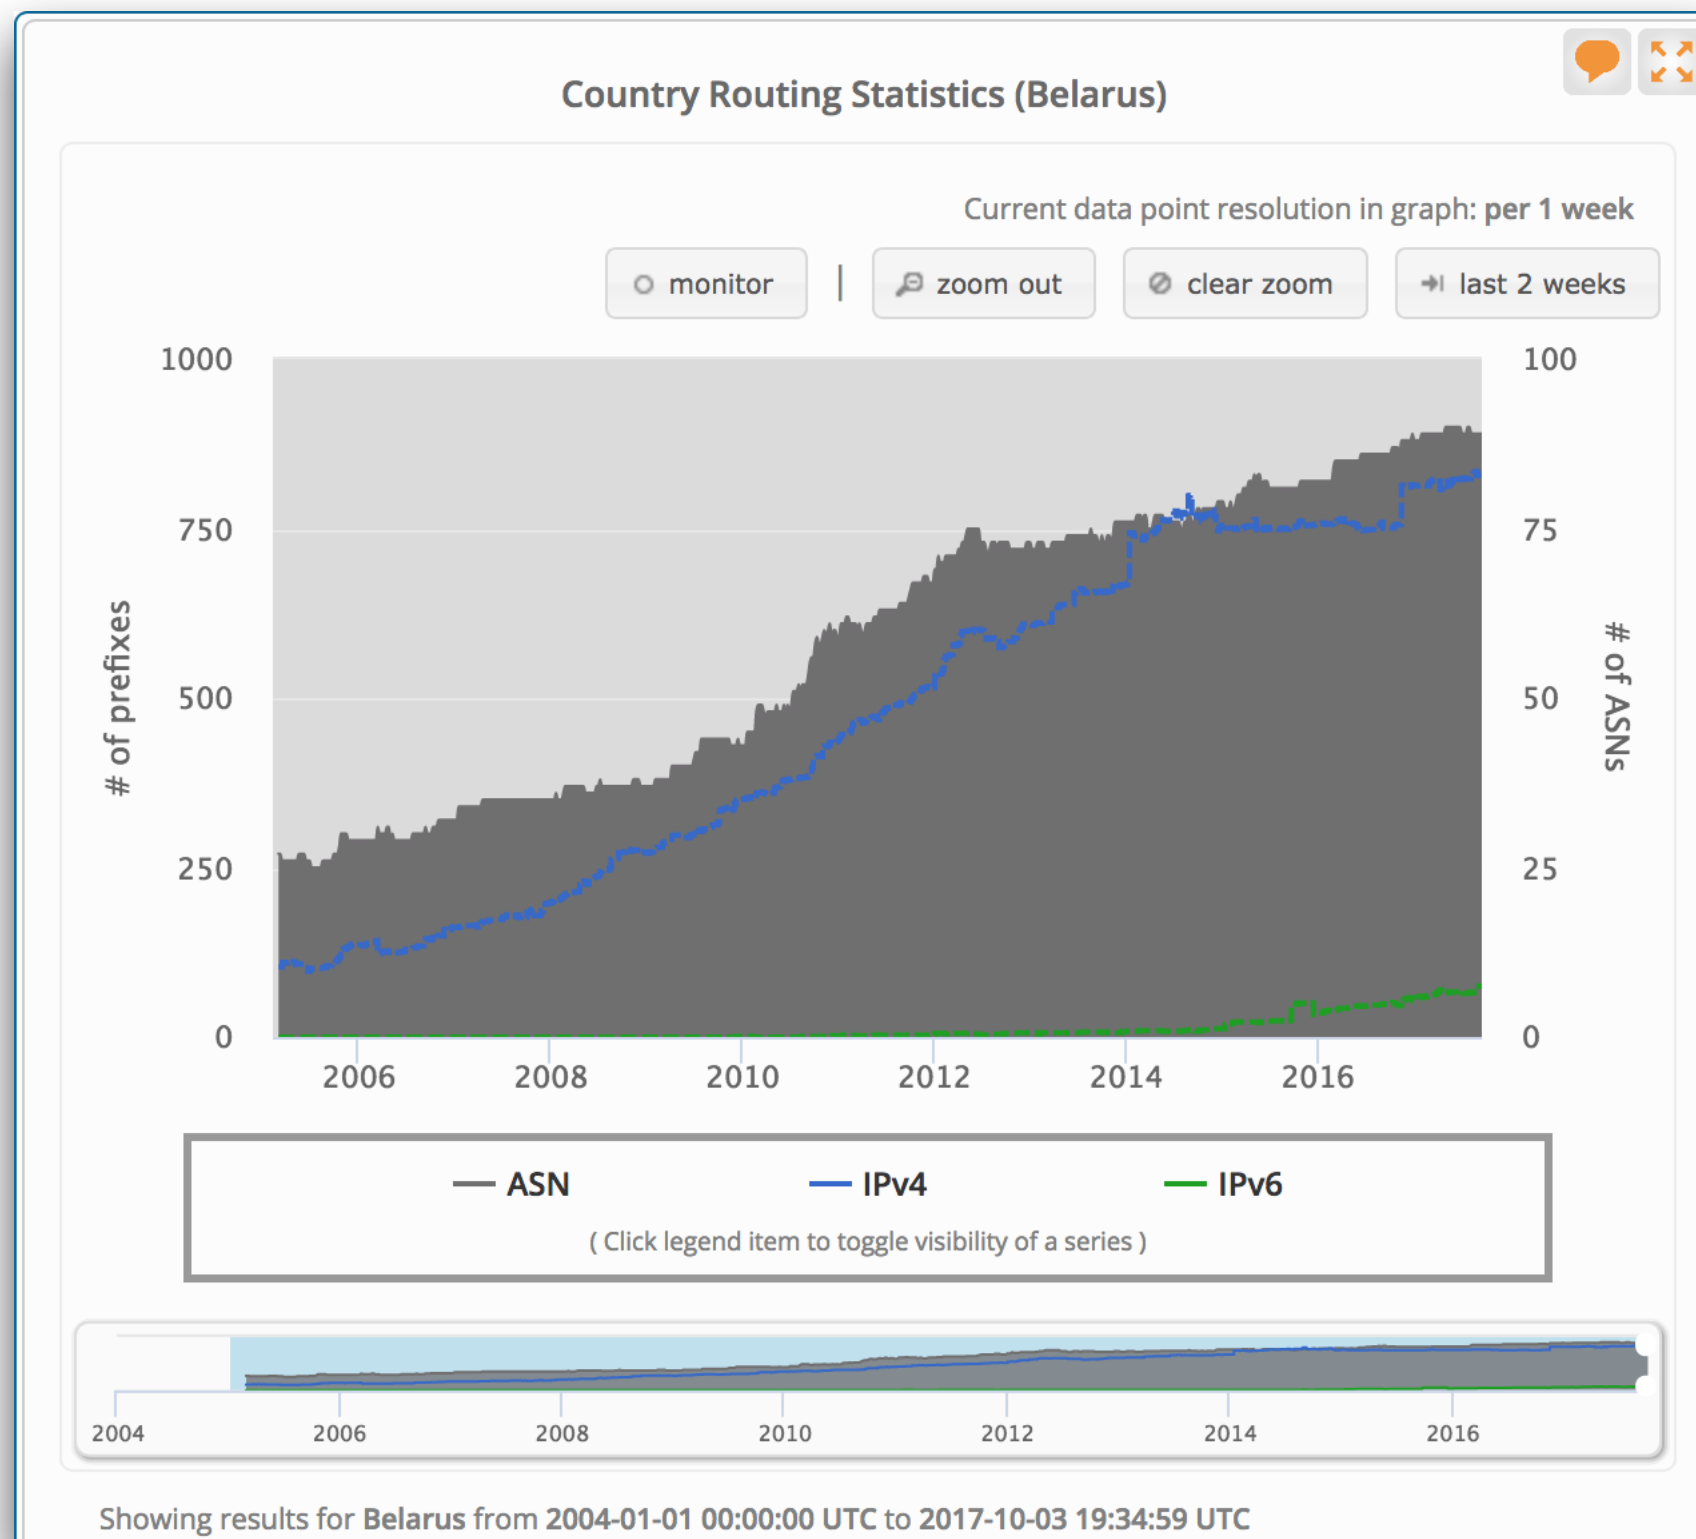 Country Routing Statistics (Belarus)
Current data point resolution in graph: per 1 week
monitor | zoom out clear zoom last 2 weeks
1000 100
750 75
500 50
250 25
0 0
# of prefixes
# of ASNs
2006 2008 2010 2012 2014 2016
ASN IPv4 IPv6
( Click legend item to toggle visibility of a series )
2004 2006 2008 2010 2012 2014 2016
Showing results for Belarus from 2004-01-01 00:00:00 UTC to 2017-10-03 19:34:59 UTC